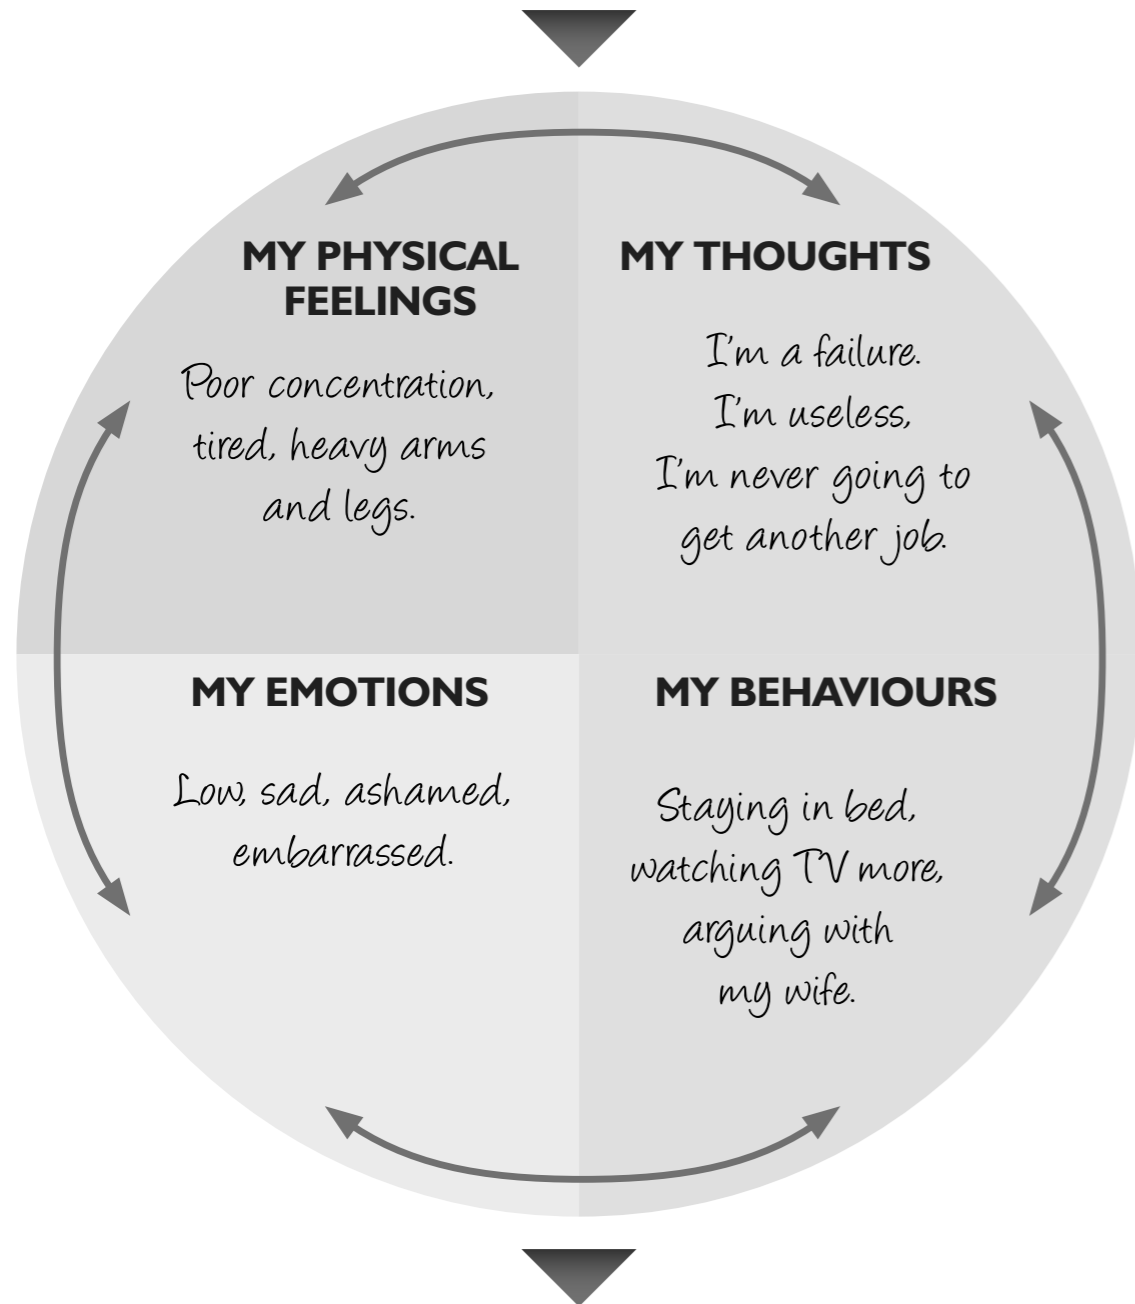 MY PHYSICAL
FEELINGS
Poor concentration,
tired, heavy arms
and legs.
MY THOUGHTS
I'm a failure.
I'm useless,
I'm never going to
get another job.
MY EMOTIONS
Low, sad, ashamed,
embarrassed.
MY BEHAVIOURS
Staying in bed,
watching TV more,
arguing with
my wife.